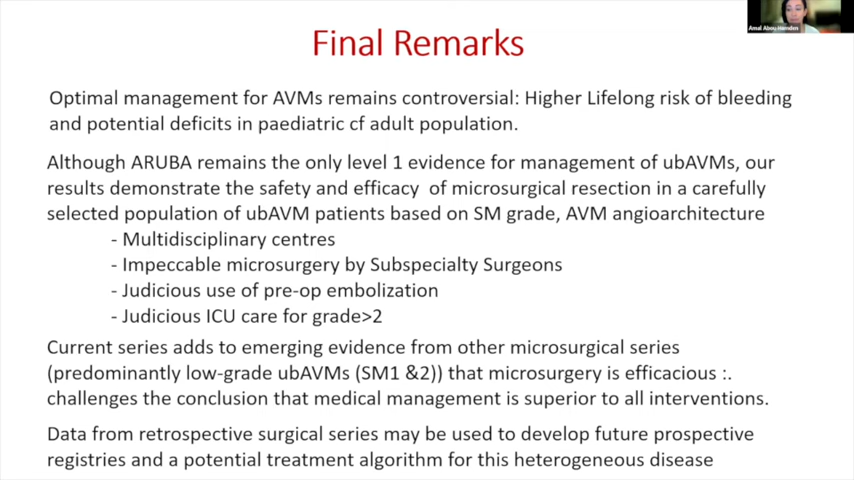 Final Remarks
Amal Abou-Hamden
Optimal management for AVMs remains controversial: Higher Lifelong risk of bleeding
and potential deficits in paediatric cf adult population.
Although ARUBA remains the only level 1 evidence for management of ubAVMs, our
results demonstrate the safety and efficacy of microsurgical resection in a carefully
selected population of ubAVM patients based on SM grade, AVM angioarchitecture
- Multidisciplinary centres
- Impeccable microsurgery by Subspecialty Surgeons
- Judicious use of pre-op embolization
- Judicious ICU care for grade>2
Current series adds to emerging evidence from other microsurgical series
(predominantly low-grade ubAVMs (SM1 &2)) that microsurgery is efficacious :.
challenges the conclusion that medical management is superior to all interventions.
Data from retrospective surgical series may be used to develop future prospective
registries and a potential treatment algorithm for this heterogeneous disease